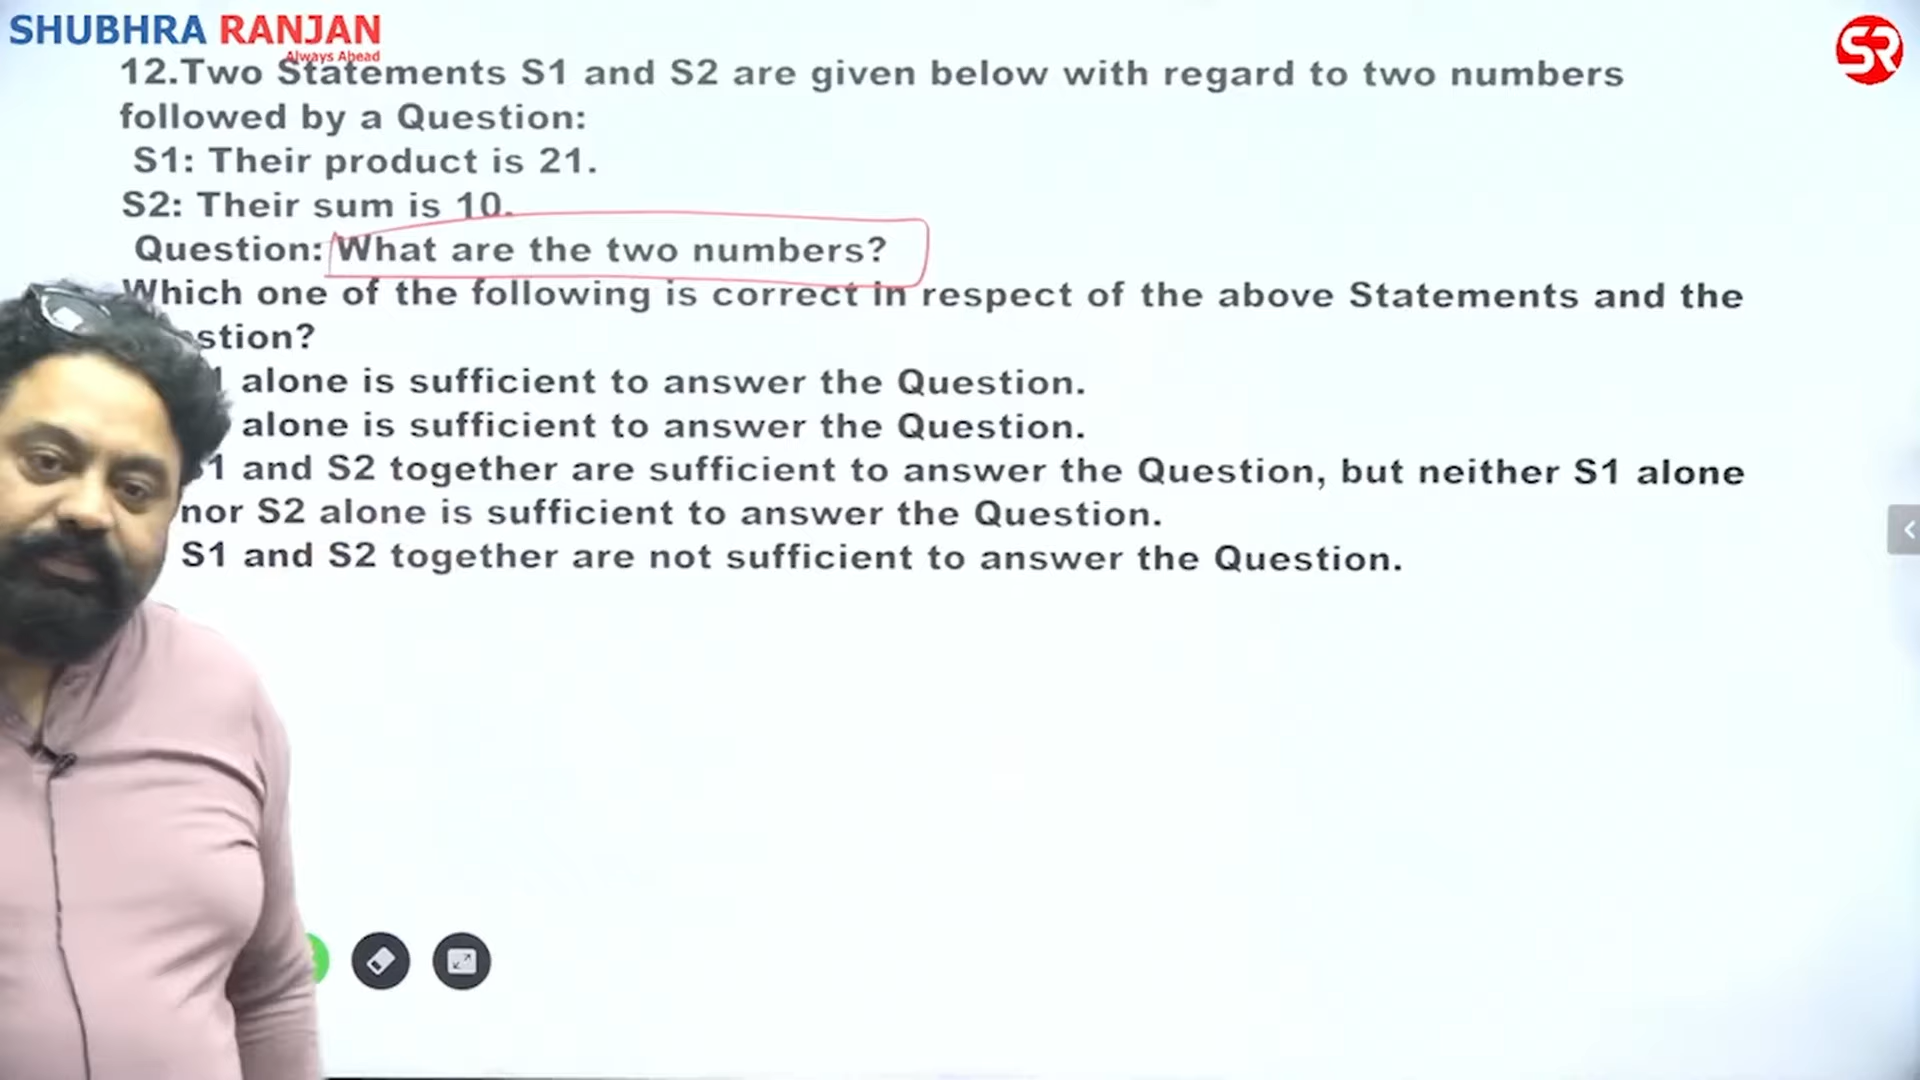 SHUBHRA RANJAN
Always Ahead
SR
12.Two Statements S1 and S2 are given below with regard to two numbers
followed by a Question:
S1: Their product is 21.
S2: Their sum is 10.
Question: What are the two numbers?
Which one of the following is correct in respect of the above Statements and the
stion?
alone is sufficient to answer the Question.
alone is sufficient to answer the Question.
1 and S2 together are sufficient to answer the Question, but neither S1 alone
nor S2 alone is sufficient to answer the Question.
S1 and S2 together are not sufficient to answer the Question.